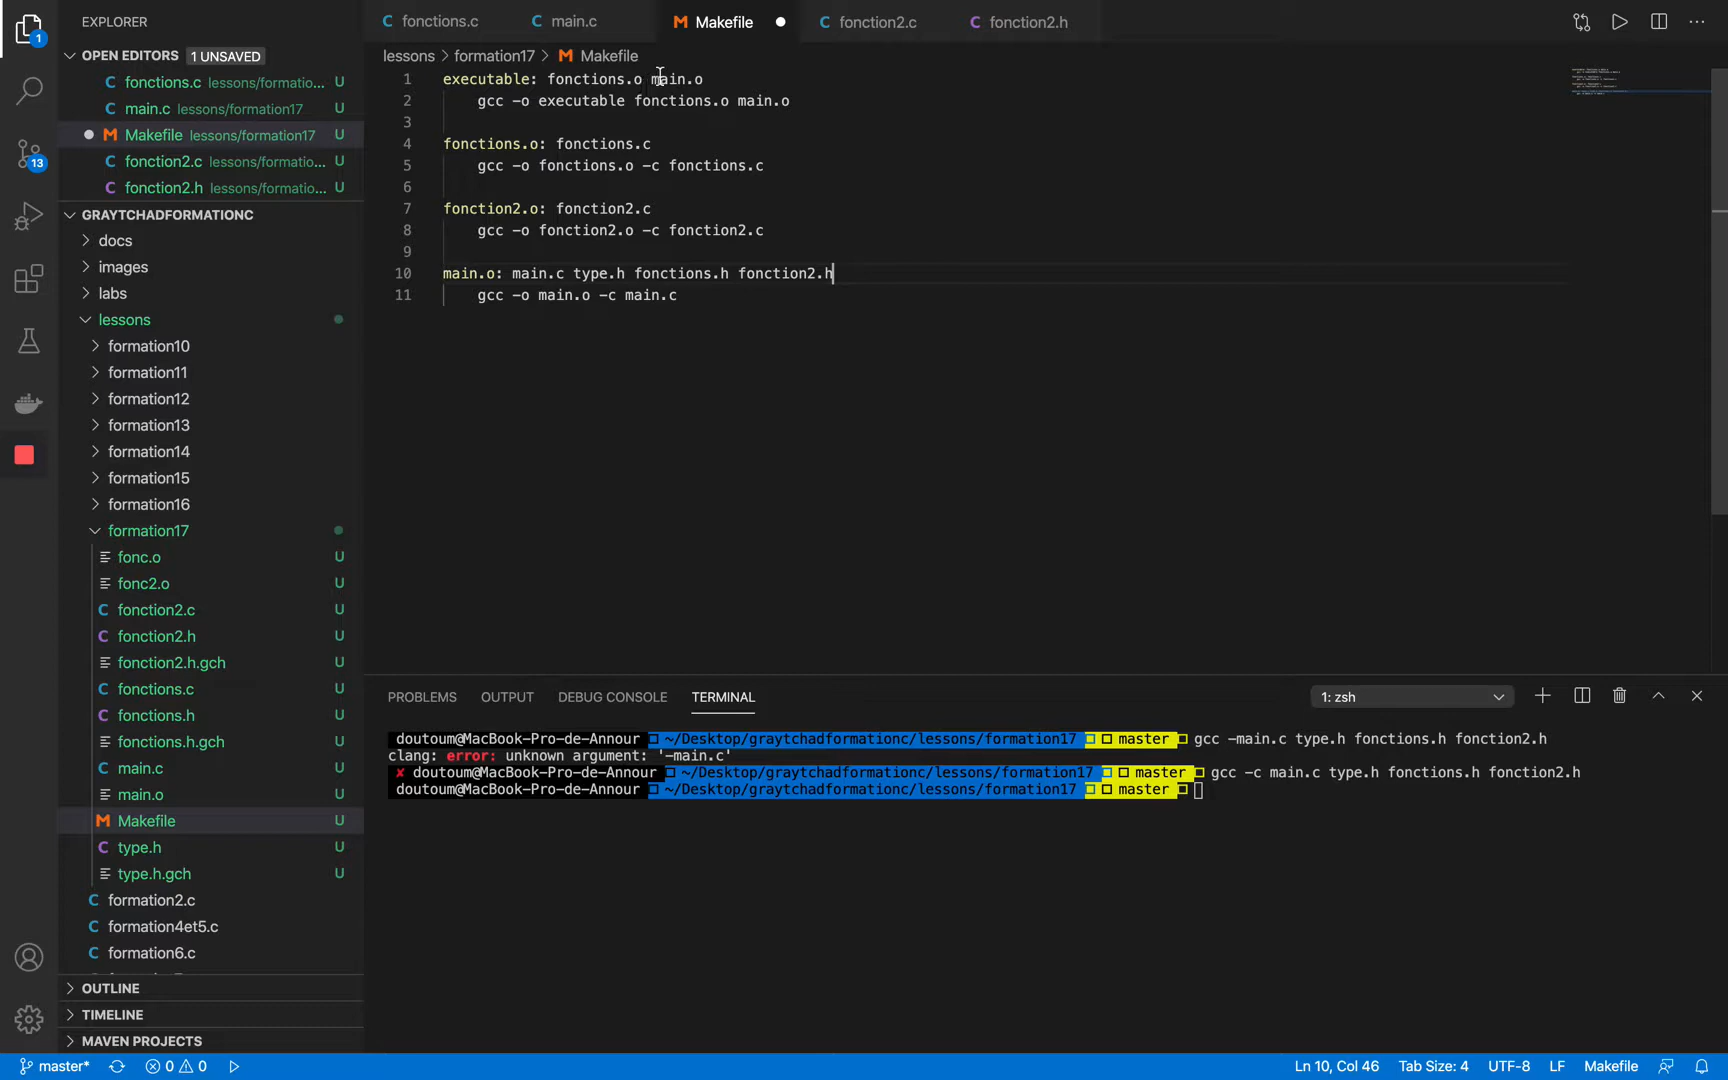 EXPLORER
fonctions.c
main.c
Makefile
fonction2.c
fonction2.h
OPEN EDITORS 1 UNSAVED
lessons > formation17 > Makefile
fonctions.c lessons/formatio... U
main.c lessons/formation17 U
Makefile lessons/formation17 U
fonction2.c lessons/formatio... U
fonction2.h lessons/formatio... U
1 executable: fonctions.o main.o
2 gcc -o executable fonctions.o main.o
3
4 fonctions.o: fonctions.c
5 gcc -o fonctions.o -c fonctions.c
6
7 fonction2.o: fonction2.c
8 gcc -o fonction2.o -c fonction2.c
9
10 main.o: main.c type.h fonctions.h fonction2.h
11 gcc -o main.o -c main.c
1
13
GRAYTCHADFORMATIONC
docs
images
labs
lessons
formation10
formation11
formation12
formation13
formation14
formation15
formation16
formation17
fonc.o U
fonc2.o U
fonction2.c U
fonction2.h U
fonction2.h.gch U
fonctions.c U
fonctions.h U
fonctions.h.gch U
main.c U
main.o U
Makefile U
type.h U
type.h.gch U
formation2.c
formation4et5.c
formation6.c
OUTLINE
TIMELINE
MAVEN PROJECTS
PROBLEMS OUTPUT DEBUG CONSOLE TERMINAL
1: zsh
doutoum@MacBook-Pro-de-Annour ~/Desktop/graytchadformationc/lessons/formation17 master gcc -main.c type.h fonctions.h fonction2.h
clang: error: unknown argument: '-main.c'
✘ doutoum@MacBook-Pro-de-Annour ~/Desktop/graytchadformationc/lessons/formation17 master gcc -c main.c type.h fonctions.h fonction2.h
doutoum@MacBook-Pro-de-Annour ~/Desktop/graytchadformationc/lessons/formation17 master
master* 0 0
Ln 10, Col 46 Tab Size: 4 UTF-8 LF Makefile